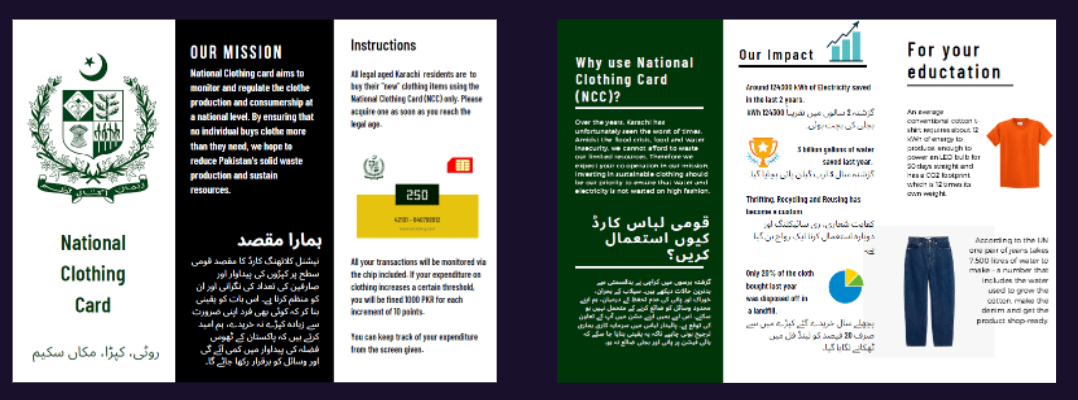 National
Clothing
Card
روٹی، کپڑا، مکان سکیم
OUR MISSION
National Clothing card aims to
monitor and regulate the clothe
production and consumership at
a national level. By ensuring that
no individual buys clothe more
than they need, we hope to
reduce Pakistan's solid waste
production and sustain
resources.
ہمارا مقصد
نیشنل کلاتھنگ کارڈ کا مقصد قومی
سطح پر کپڑوں کی پیداوار اور
صارفین کی تعداد کی نگرانی اور ان
کو منظم کرنا ہے۔ اس بات کو یقینی
بنا کر کہ کوئی بھی فرد اپنی ضرورت
سے زیادہ کپڑے نہ خریدے، ہم امید
کرتے ہیں کہ پاکستان کے ٹھوس
فضلہ کی پیداوار میں کمی آئے گی
اور وسائل کو برقرار رکھا جائے گا۔
Instructions
All legal aged Karachi residents are to
buy their "new" clothing items using the
National Clothing Card (NCC) only. Please
acquire one as soon as you reach the
legal age.
250
All your transactions will be monitored via
the chip included. If your expenditure on
clothing increases a certain threshold,
you will be fined 1000 PKR for each
increment of 10 points.
You can keep track of your expenditure
from the screen given.
Why use National
Clothing Card
(NCC)?
Over the years, Karachi has
unfortunately seen the worst of times.
Amidst the flood crisis, food and water
insecurity, we cannot afford to waste
our limited resources. Therefore we
expect your co-operation in our mission.
Investing in sustainable clothing should
be our priority to ensure that water and
electricity is not wasted on high fashion.
قومی لباس کارڈ
کیوں استعمال
کریں؟
Our Impact
Around 124300 kWh of Electricity saved
in the last 2 years.
گزشتہ 2 سالوں میں تقریباً 124300 kWh
بجلی کی بچت ہوئی۔
3 billion gallons of water
saved last year.
گزشتہ سال 3 ارب گیلن پانی بچایا گیا۔
Thrifting, Recycling and Reusing has
become a custom
کفایت شعاری، ری سائیکلنگ اور
دوبارہ استعمال کرنا ایک رواج بن گیا
ہے۔
Only 20% of the cloth
bought last year
was disposed off in
a landfill.
پچھلے سال خریدے گئے کپڑے میں سے
صرف 20 فیصد کو لینڈ فل میں
ٹھکانے لگایا گیا۔
For your
eductation
An average
conventional cotton t-
shirt requires about 12
kWh of energy to
produce enough to
power an LED bulb for
50 days straight and
has a CO2 footprint
which is 12 times its
own weight.
According to the UN
one pair of jeans takes
7,500 litres of water to
make - a number that
includes the water
used to grow the
cotton, make the
denim and get the
product shop-ready.